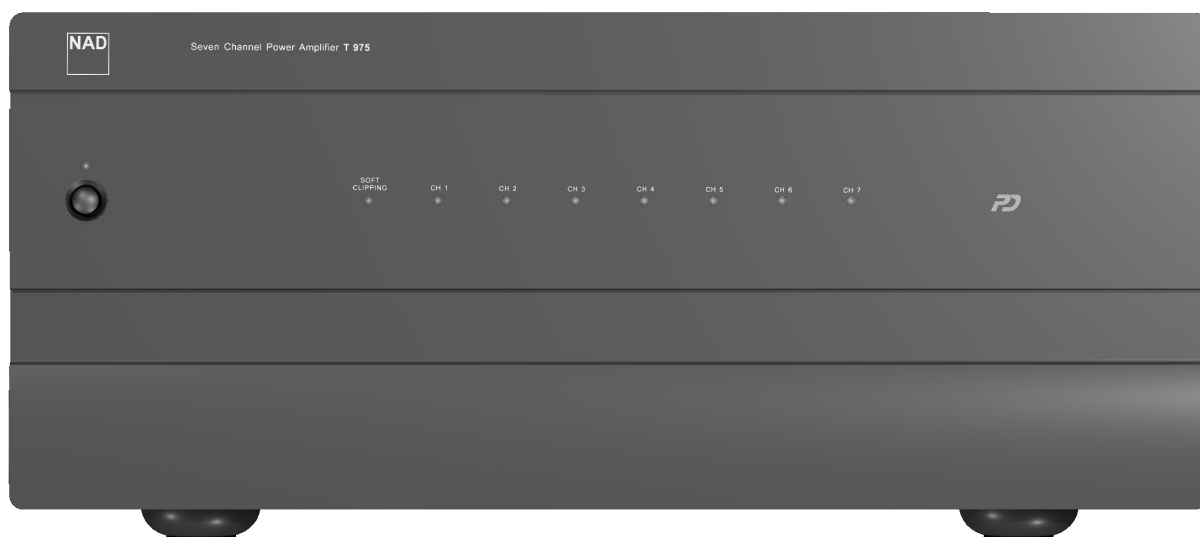 NAD
Seven Channel Power Amplifier T 975
SOFT
CLIPPING
CH 1
CH 2
CH 3
CH 4
CH 5
CH 6
CH 7
PD